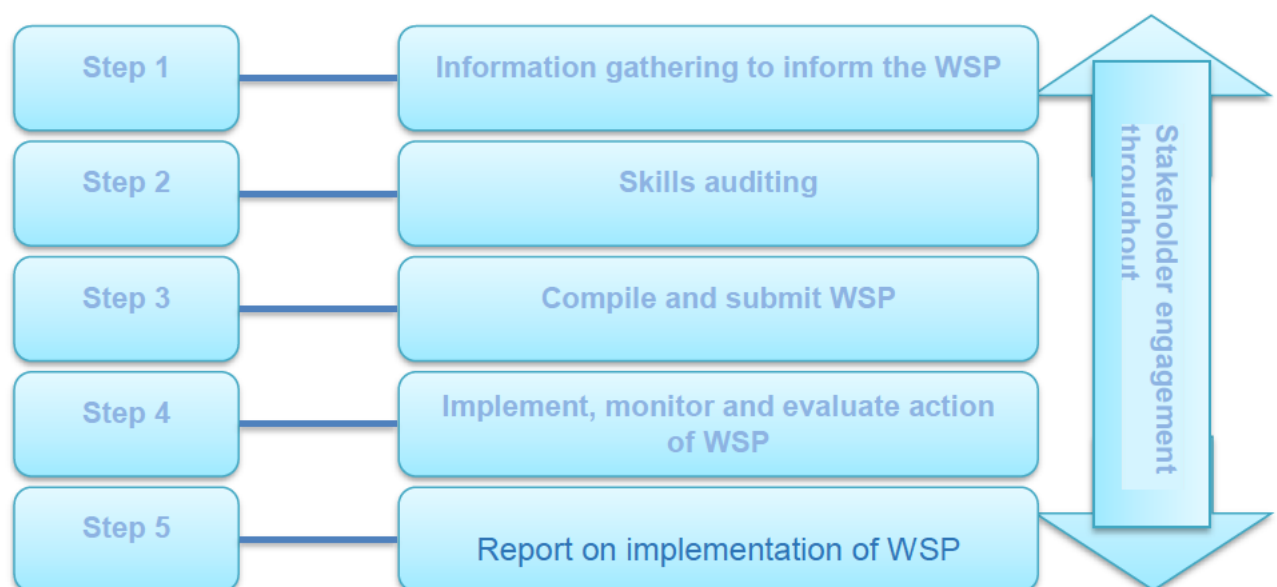 Step 1
Information gathering to inform the WSP
Step 2
Skills auditing
Step 3
Compile and submit WSP
Step 4
Implement, monitor and evaluate action
of WSP
Step 5
Report on implementation of WSP
Stakeholder engagement
throughout